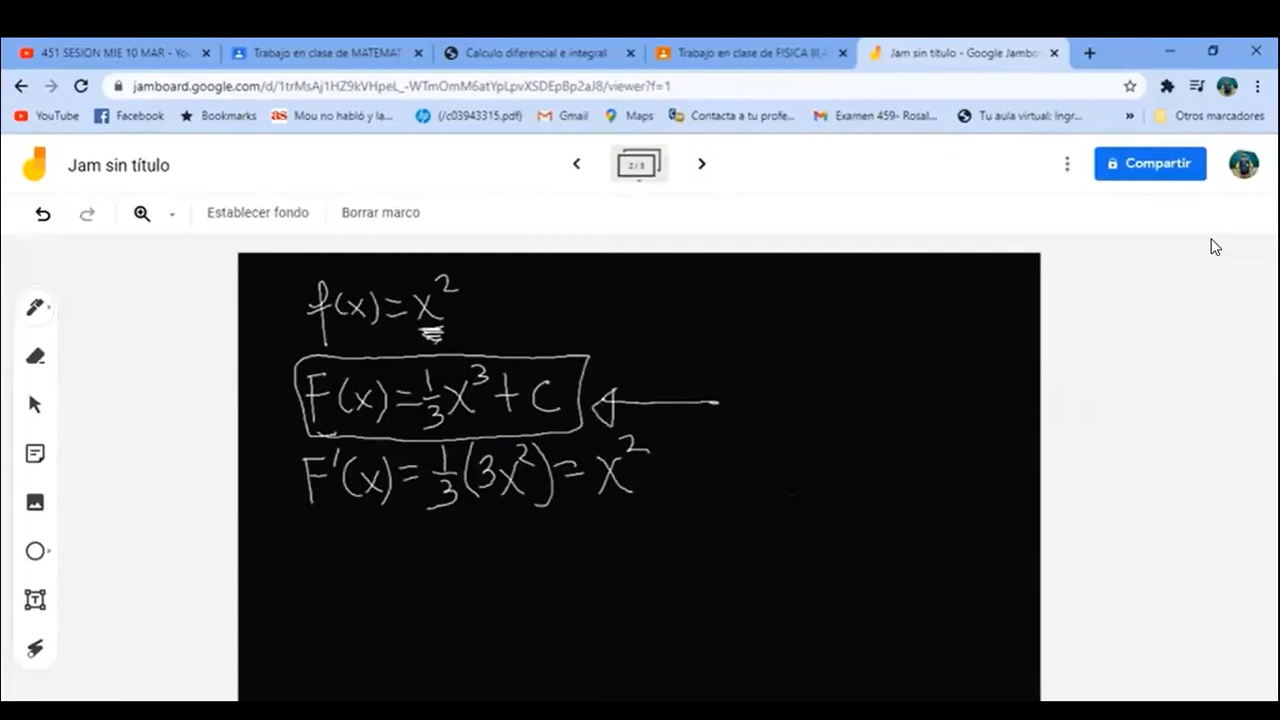 451 SESION MIE 10 MAR - You
Trabajo en clase de MATEMAT
Calculo diferencial e integral
Trabajo en clase de FISICA III,4
Jam sin título - Google Jamboa
jamboard.google.com/d/1trMsAj1HZ9kVHpeL_-WTmOmM6atYpLpvXSDEpBp2aJ8/viewer?f=1
YouTube
Facebook
Bookmarks
as Mou no habló y la...
(/c03943315.pdf)
Gmail
Maps
Contacta a tu profe...
Examen 459- Rosal...
Tu aula virtual: Ingr...
»
Otros marcadores
Jam sin título
2/3
Compartir
Establecer fondo
Borrar marco
f(x)=x²
F(x)=⅓x³+C
F'(x)=⅓(3x²)=x²